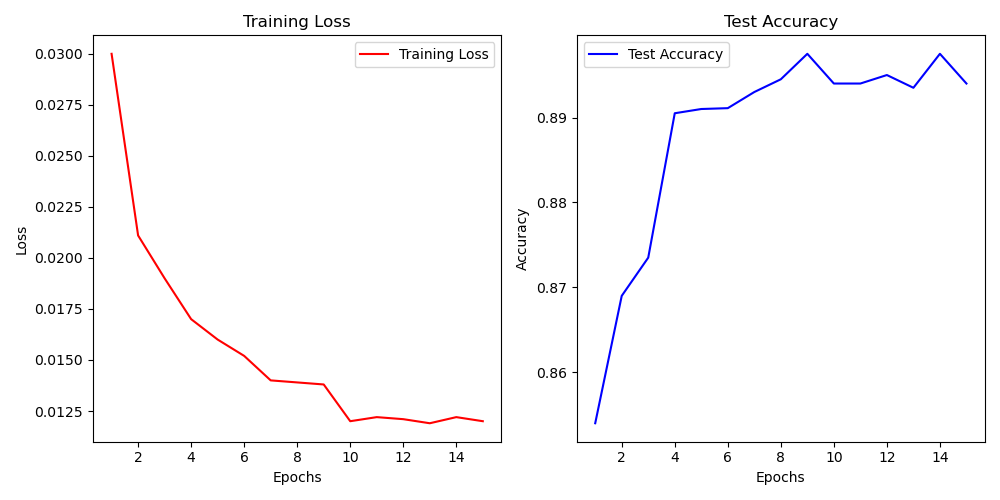 Training Loss
Training Loss
0.0300
0.0275
0.0250
0.0225
0.0200
0.0175
0.0150
0.0125
Loss
2 4 6 8 10 12 14
Epochs
Test Accuracy
Test Accuracy
0.89
0.88
0.87
0.86
Accuracy
2 4 6 8 10 12 14
Epochs